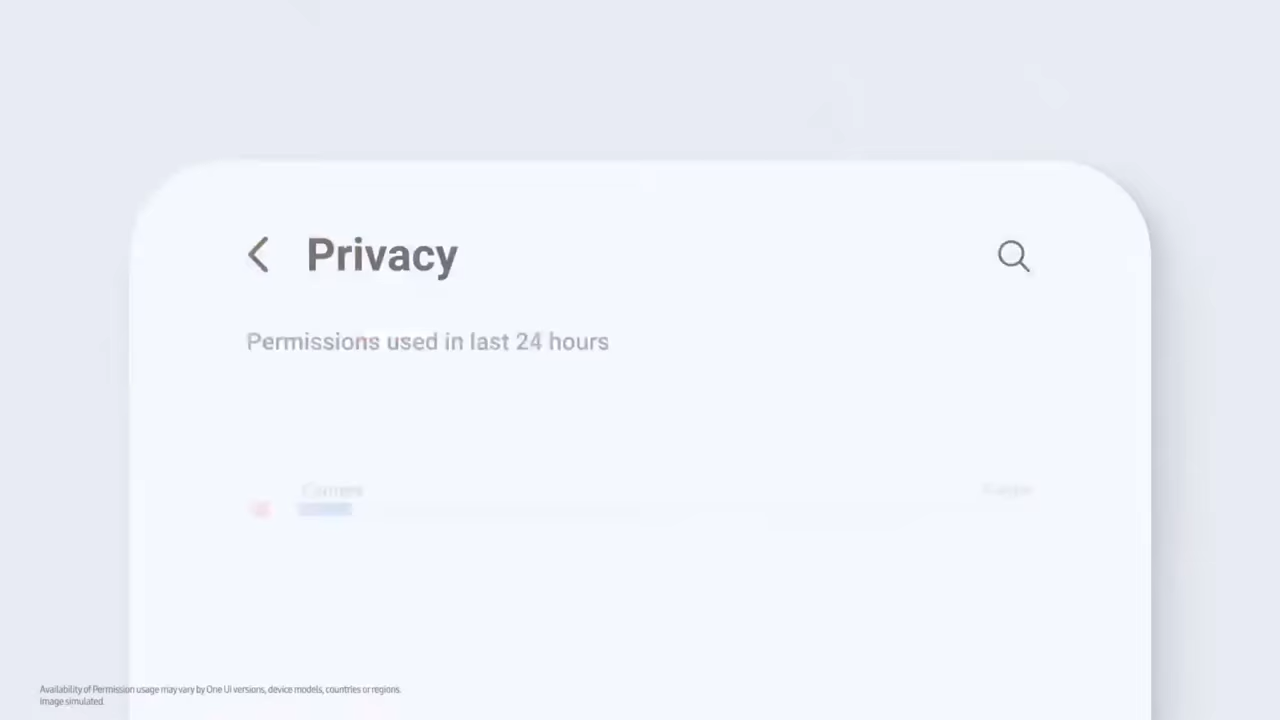 Privacy
Permissions used in last 24 hours
Camera
Availability of Permission usage may vary by One UI versions, device models, countries or regions.
Image simulated.